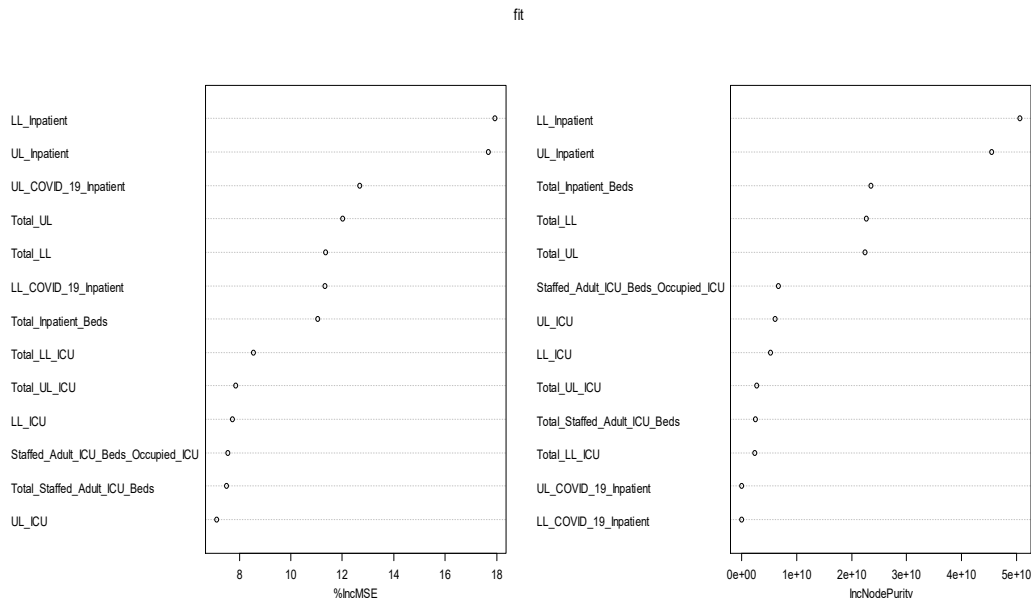 fit
LL_Inpatient
UL_Inpatient
UL_COVID_19_Inpatient
Total_UL
Total_LL
LL_COVID_19_Inpatient
Total_Inpatient_Beds
Total_LL_ICU
Total_UL_ICU
LL_ICU
Staffed_Adult_ICU_Beds_Occupied_ICU
Total_Staffed_Adult_ICU_Beds
UL_ICU
8 10 12 14 16 18
%IncMSE
LL_Inpatient
UL_Inpatient
Total_Inpatient_Beds
Total_LL
Total_UL
Staffed_Adult_ICU_Beds_Occupied_ICU
UL_ICU
LL_ICU
Total_UL_ICU
Total_Staffed_Adult_ICU_Beds
Total_LL_ICU
UL_COVID_19_Inpatient
LL_COVID_19_Inpatient
0e+00 1e+10 2e+10 3e+10 4e+10 5e+10
IncNodePurity